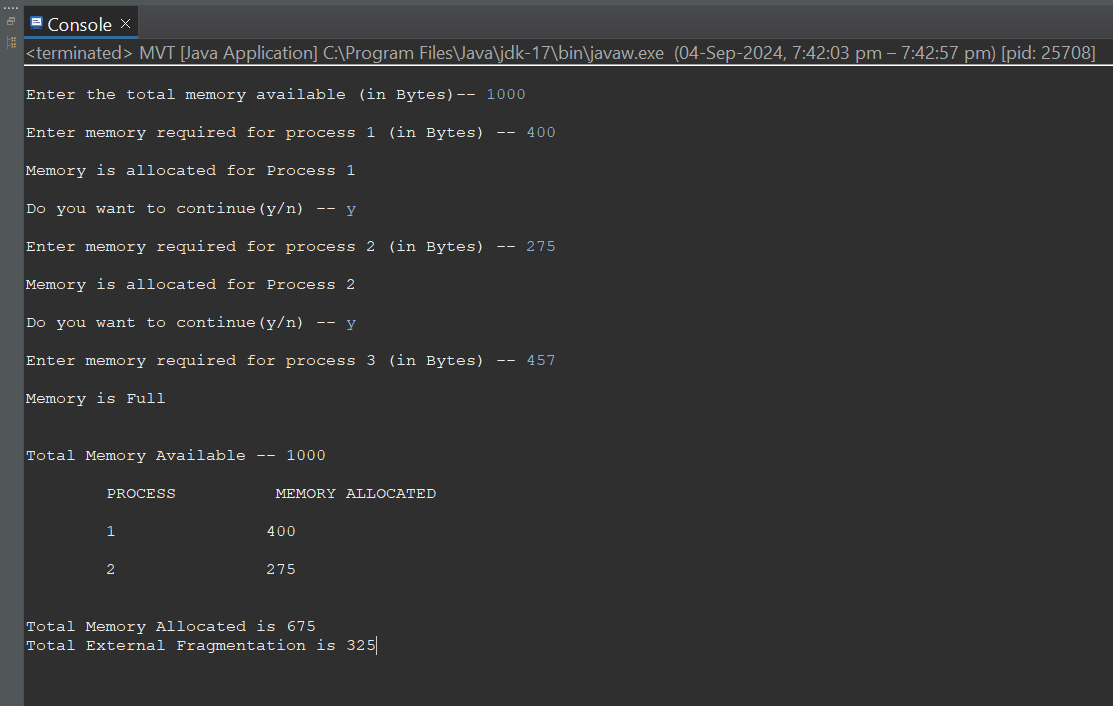 Console
<terminated> MVT [Java Application] C:\Program Files\Java\jdk-17\bin\javaw.exe (04-Sep-2024, 7:42:03 pm – 7:42:57 pm) [pid: 25708]
Enter the total memory available (in Bytes)-- 1000
Enter memory required for process 1 (in Bytes) -- 400
Memory is allocated for Process 1
Do you want to continue(y/n) -- y
Enter memory required for process 2 (in Bytes) -- 275
Memory is allocated for Process 2
Do you want to continue(y/n) -- y
Enter memory required for process 3 (in Bytes) -- 457
Memory is Full
Total Memory Available -- 1000
PROCESS MEMORY ALLOCATED
1 400
2 275
Total Memory Allocated is 675
Total External Fragmentation is 325